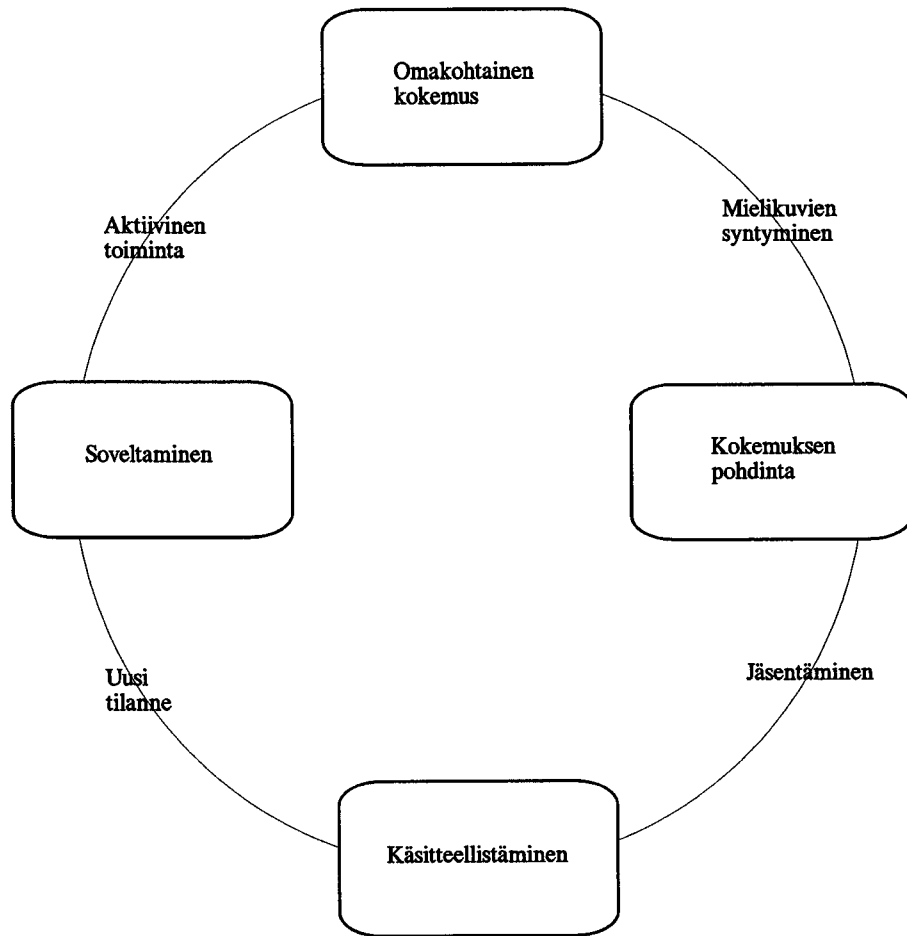 Omakohtainen
kokemus
Aktiivinen
toiminta
Mielikuvien
syntyminen
Soveltaminen
Kokemuksen
pohdinta
Uusi
tilanne
Jäsentäminen
Käsitteellistäminen